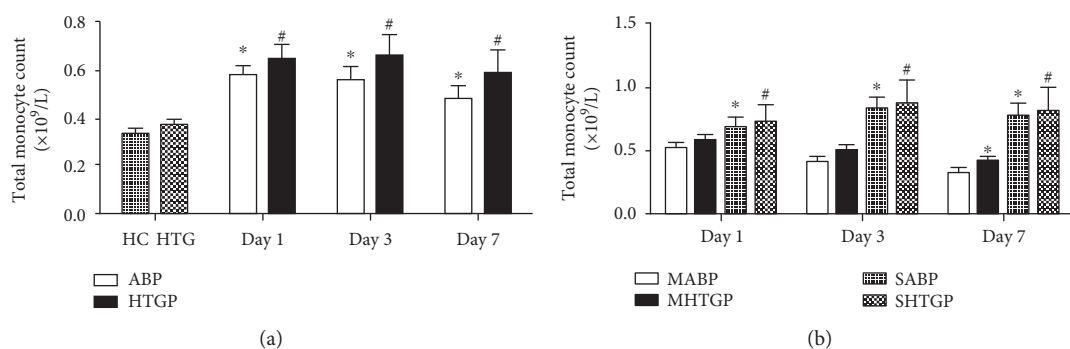 Total monocyte count
(×10⁹/L)
0.8
0.6
0.4
0.2
0.0
*
#
*
#
*
#
HC HTG
Day 1
Day 3
Day 7
ABP
HTGP
(a)
Total monocyte count
(×10⁹/L)
1.5
1.0
0.5
0.0
*
#
*
#
*
*
#
Day 1
Day 3
Day 7
MABP
MHTGP
SABP
SHTGP
(b)